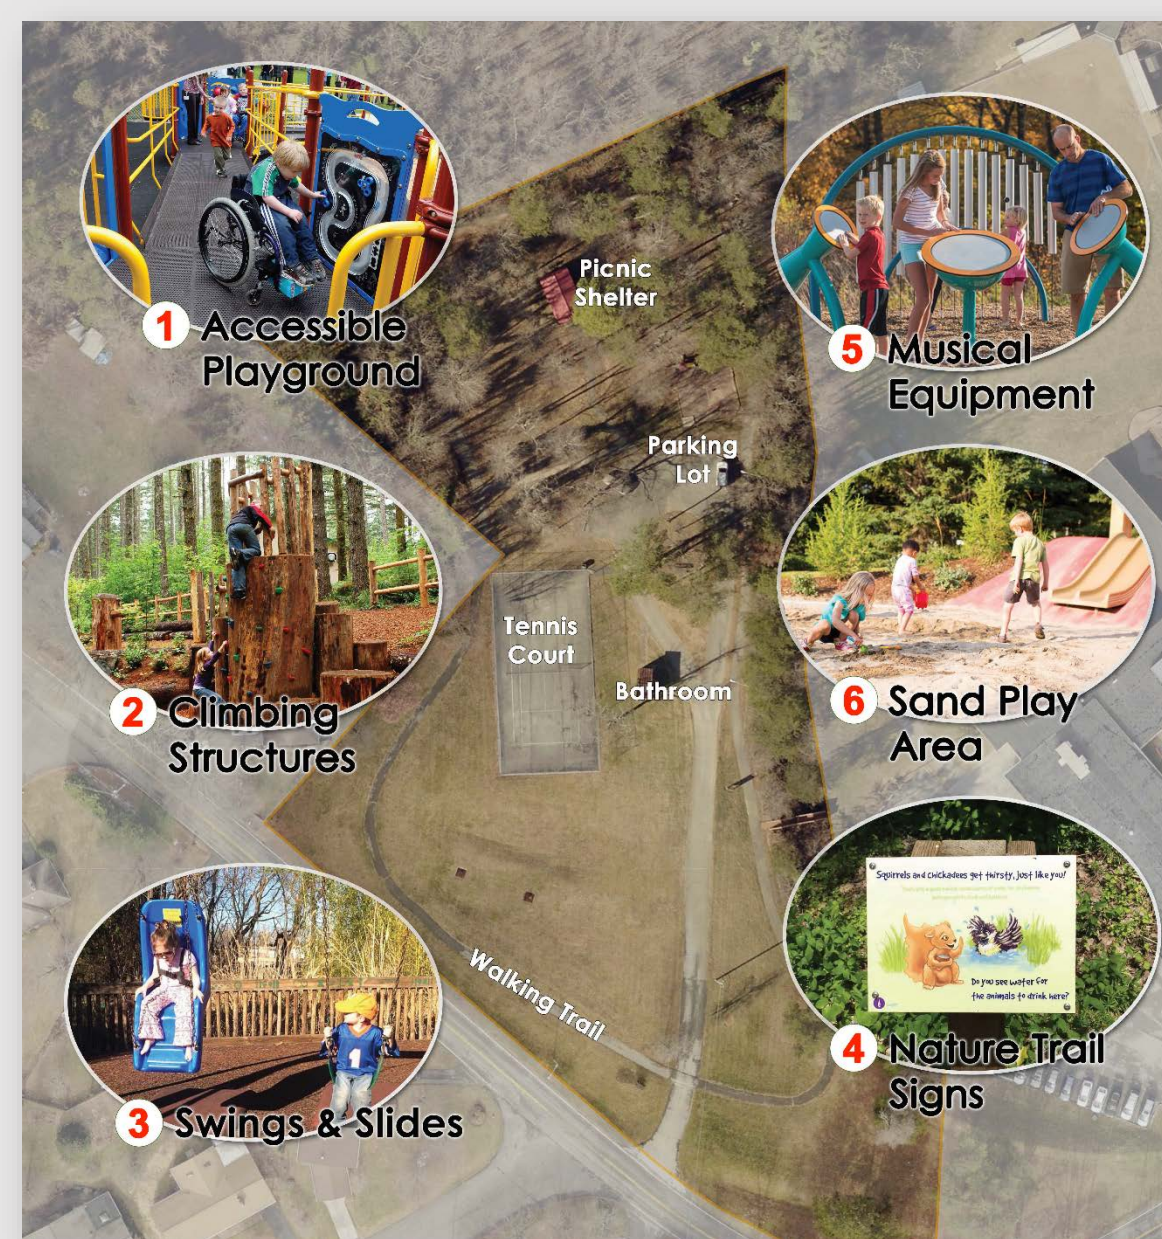 1 Accessible
Playground
2 Climbing
Structures
3 Swings & Slides
Picnic
Shelter
Parking
Lot
Tennis
Court
Bathroom
Walking Trail
5 Musical
Equipment
6 Sand Play
Area
Squirrels and chickadees get thirsty, just like you!
Do you see water for
the animals to drink here?
4 Nature Trail
Signs
1